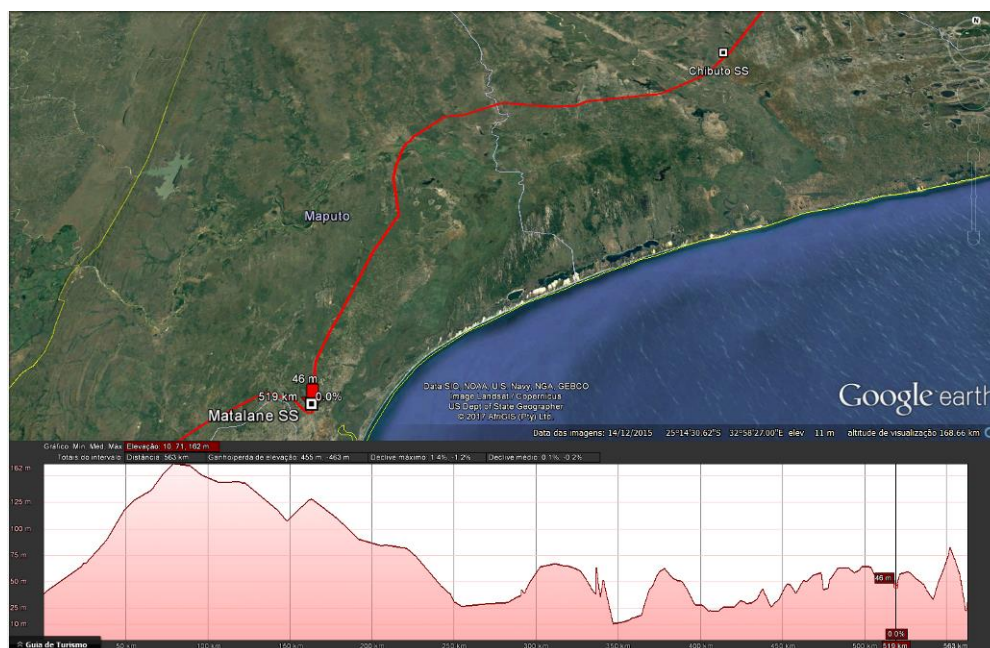 N
Chibuto SS
Maputo
46 m
519 km 0.0%
Matalane SS
Data SIO, NOAA, U.S. Navy, NGA, GEBCO
Image Landsat / Copernicus
US Dept of State Geographer
© 2017 AfriGIS (Pty) Ltd.
Google earth
Data das imagens: 14/12/2015 25°14'30.62"S 32°58'27.00"E elev 11 m altitude de visualização 168.66 km
Gráfico: Mín, Méd, Máx Elevação: 10, 71, 162 m
Totais do intervalo: Distância: 563 km Ganho/perda de elevação: 455 m, -463 m Declive máximo: 1.4%, -1.2% Declive médio: 0.1%, -0.2%
162 m
125 m
100 m
75 m
50 m
25 m
10 m
46 m
0.0%
Guia de Turismo
50 km 100 km 150 km 200 km 250 km 300 km 350 km 400 km 450 km 500 km 519 km 563 km